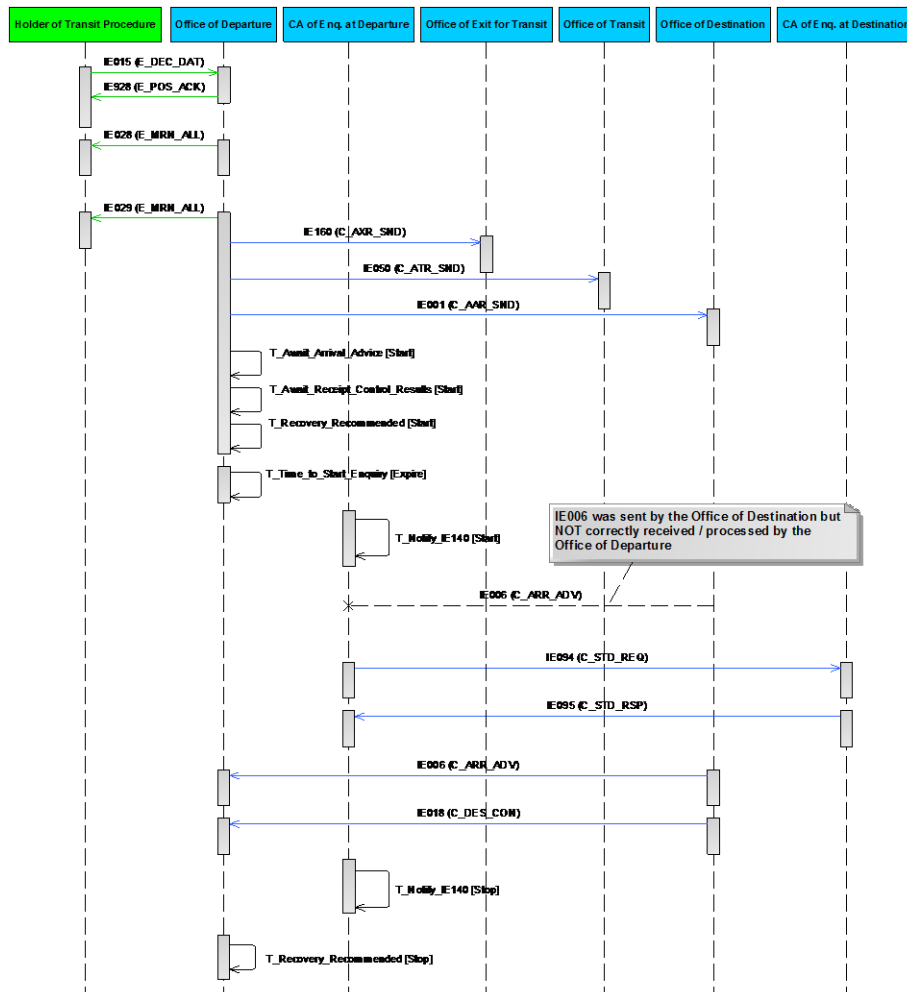 Holder of Transit Procedure
Office of Departure
CA of Enq. at Departure
Office of Exit for Transit
Office of Transit
Office of Destination
CA of Enq. at Destination
IE015 (E_DEC_DAT)
IE928 (E_POS_ACK)
IE028 (E_MRN_ALL)
IE029 (E_MRN_ALL)
IE160 (C_AXR_SND)
IE050 (C_ATR_SND)
IE001 (C_AAR_SND)
T_Await_Arrival_Advice [Start]
T_Await_Receipt_Control_Results [Start]
T_Recovery_Recommended [Start]
T_Time_to_Start_Enquiry [Expire]
IE006 was sent by the Office of Destination but
NOT correctly received / processed by the
Office of Departure
T_Notify_IE140 [Start]
IE006 (C_ARR_ADV)
IE094 (C_STD_REQ)
IE095 (C_STD_RSP)
IE006 (C_ARR_ADV)
IE018 (C_DES_CON)
T_Notify_IE140 [Stop]
T_Recovery_Recommended [Stop]